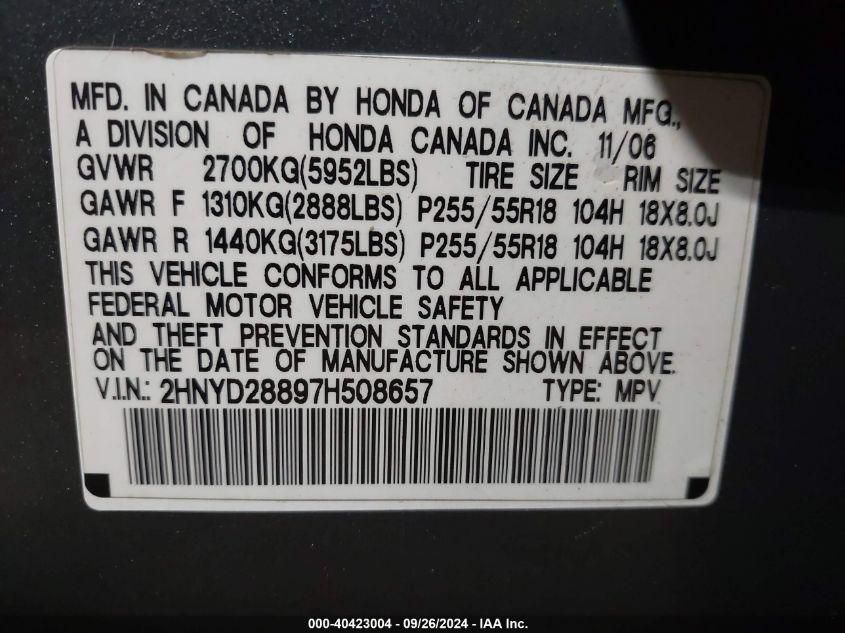 MFD. IN CANADA BY HONDA OF CANADA MFG.,
A DIVISION OF HONDA CANADA INC. 11/06
GVWR 2700KG(5952LBS) TIRE SIZE RIM SIZE
GAWR F 1310KG(2888LBS) P255/55R18 104H 18X8.0J
GAWR R 1440KG(3175LBS) P255/55R18 104H 18X8.0J
THIS VEHICLE CONFORMS TO ALL APPLICABLE
FEDERAL MOTOR VEHICLE SAFETY
AND THEFT PREVENTION STANDARDS IN EFFECT
ON THE DATE OF MANUFACTURE SHOWN ABOVE.
V.I.N.: 2HNYD28897H508657 TYPE: MPV
000-40423004 - 09/26/2024 - IAA Inc.